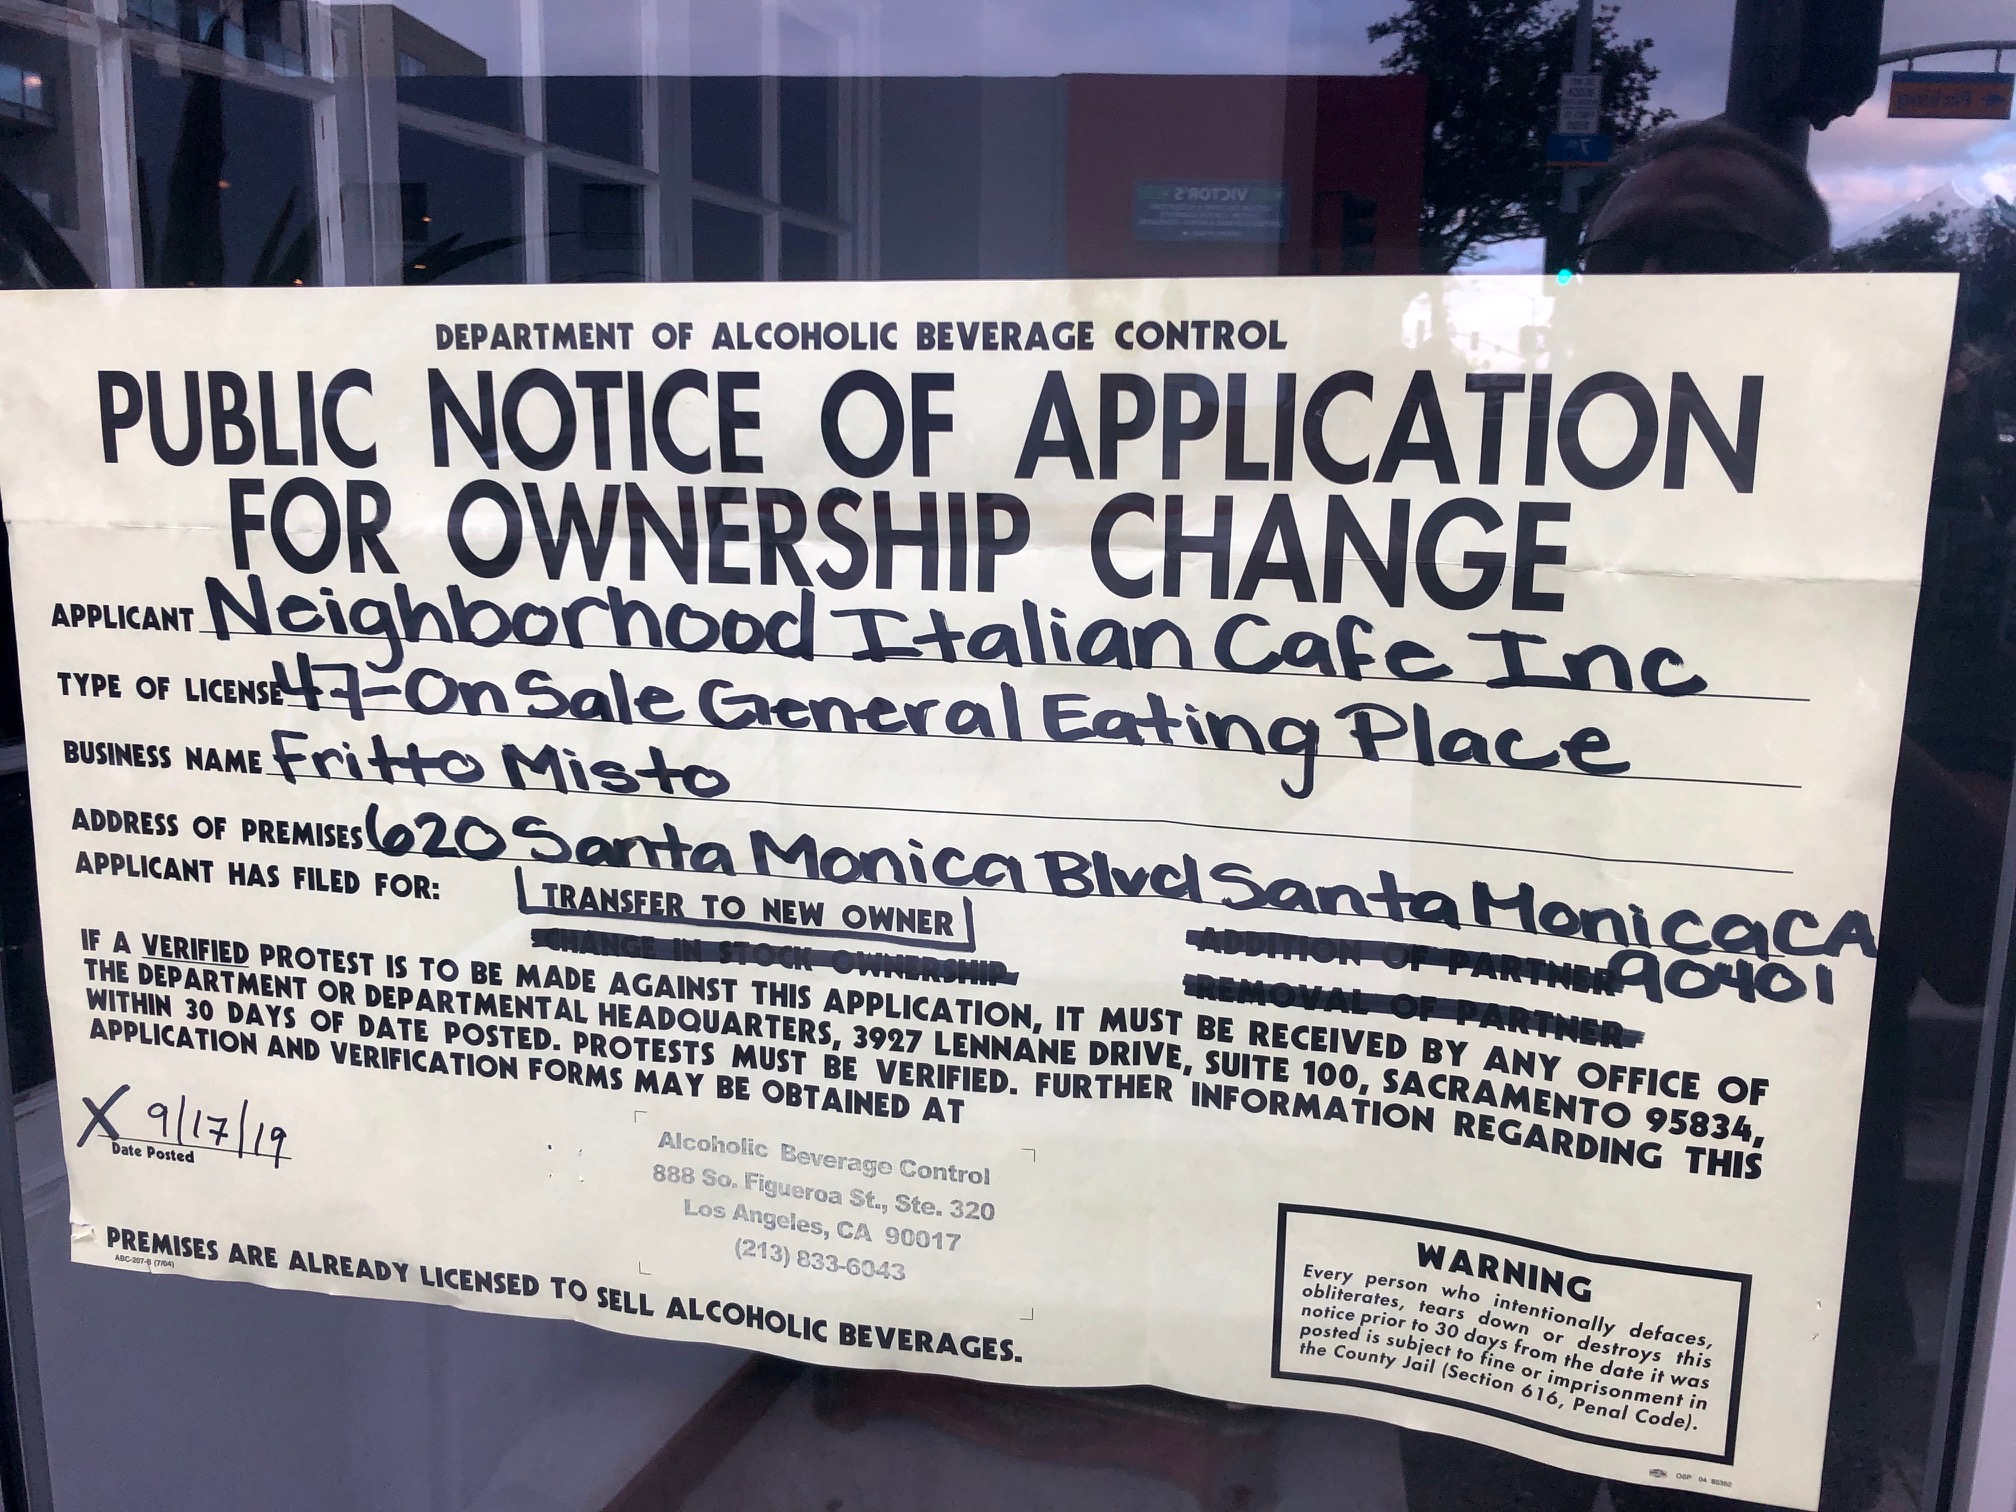 DEPARTMENT OF ALCOHOLIC BEVERAGE CONTROL
PUBLIC NOTICE OF APPLICATION
FOR OWNERSHIP CHANGE
APPLICANT Neighborhood Italian Cafe Inc
TYPE OF LICENSE 47-On Sale General Eating Place
BUSINESS NAME Fritto Misto
ADDRESS OF PREMISES 620 Santa Monica Blvd Santa Monica CA
90401
APPLICANT HAS FILED FOR: TRANSFER TO NEW OWNER
CHANGE IN STOCK OWNERSHIP
ADDITION OF PARTNER
REMOVAL OF PARTNER
IF A VERIFIED PROTEST IS TO BE MADE AGAINST THIS APPLICATION, IT MUST BE RECEIVED BY ANY OFFICE OF
THE DEPARTMENT OR DEPARTMENTAL HEADQUARTERS, 3927 LENNANE DRIVE, SUITE 100, SACRAMENTO 95834,
WITHIN 30 DAYS OF DATE POSTED. PROTESTS MUST BE VERIFIED. FURTHER INFORMATION REGARDING THIS
APPLICATION AND VERIFICATION FORMS MAY BE OBTAINED AT
X 9/17/19
Date Posted
Alcoholic Beverage Control
888 So. Figueroa St., Ste. 320
Los Angeles, CA 90017
(213) 833-6043
PREMISES ARE ALREADY LICENSED TO SELL ALCOHOLIC BEVERAGES.
ABC-207-B (7/04)
WARNING
Every person who intentionally defaces,
obliterates, tears down or destroys this
notice prior to 30 days from the date it was
posted is subject to fine or imprisonment in
the County Jail (Section 616, Penal Code).
OSP 04 85352
VICTOR'S
Parking